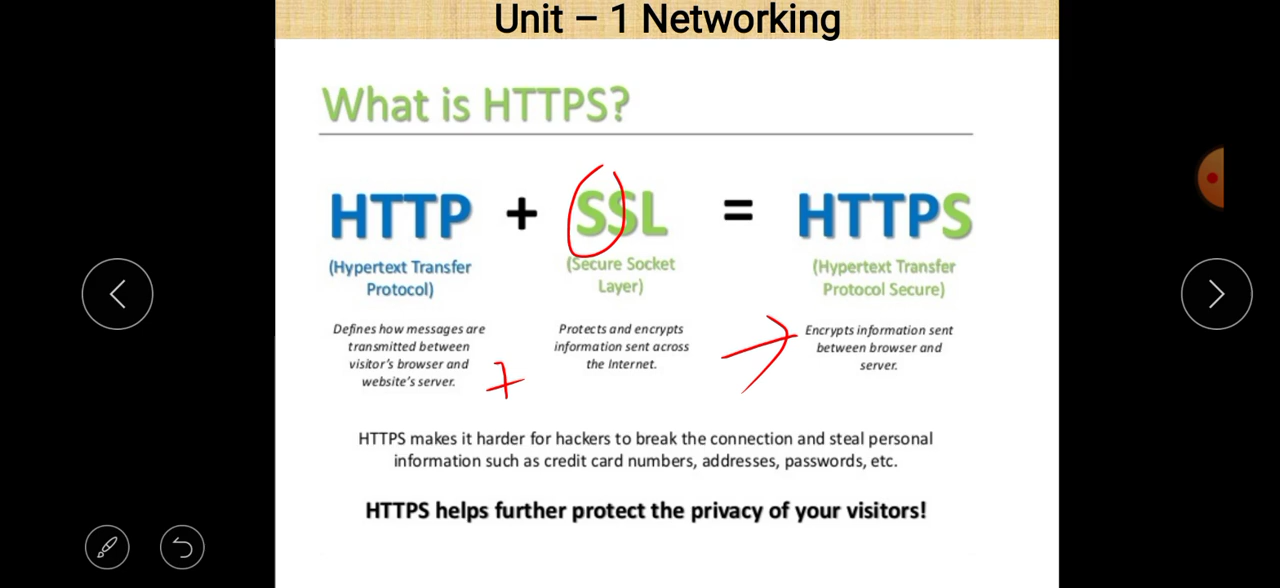 Unit – 1 Networking
What is HTTPS?
HTTP + SSL = HTTPS
(Hypertext Transfer
Protocol)
(Secure Socket
Layer)
(Hypertext Transfer
Protocol Secure)
Defines how messages are
transmitted between
visitor's browser and
website's server.
+
Protects and encrypts
information sent across
the Internet.
Encrypts information sent
between browser and
server.
HTTPS makes it harder for hackers to break the connection and steal personal
information such as credit card numbers, addresses, passwords, etc.
HTTPS helps further protect the privacy of your visitors!